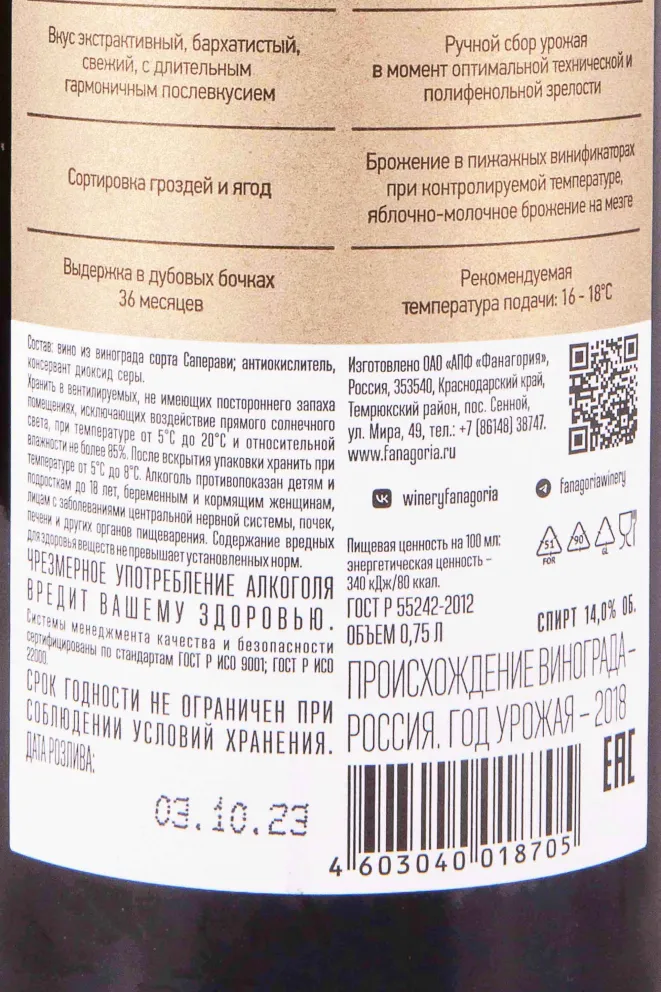 Вкус экстрактивный, бархатистый,
свежий, с длительным
гармоничным послевкусием
Ручной сбор урожая
в момент оптимальной технической и
полифенольной зрелости
Сортировка гроздей и ягод
Брожение в пижажных винификаторах
при контролируемой температуре,
яблочно-молочное брожение на мезге
Выдержка в дубовых бочках
36 месяцев
Рекомендуемая
температура подачи: 16 - 18°С
Состав: вино из винограда сорта Саперави; антиокислитель,
консервант диоксид серы.
Хранить в вентилируемых, не имеющих постороннего запаха
помещениях, исключающих воздействие прямого солнечного
света, при температуре от 5°С до 20°С и относительной
влажности не более 85%. После вскрытия упаковки хранить при
температуре от 5°С до 8°С. Алкоголь противопоказан детям и
подросткам до 18 лет, беременным и кормящим женщинам,
лицам с заболеваниями центральной нервной системы, почек,
печени и других органов пищеварения. Содержание вредных
для здоровья веществ не превышает установленных норм.
ЧРЕЗМЕРНОЕ УПОТРЕБЛЕНИЕ АЛКОГОЛЯ
ВРЕДИТ ВАШЕМУ ЗДОРОВЬЮ.
Системы менеджмента качества и безопасности
сертифицированы по стандартам ГОСТ Р ИСО 9001; ГОСТ Р ИСО
22000.
СРОК ГОДНОСТИ НЕ ОГРАНИЧЕН ПРИ
СОБЛЮДЕНИИ УСЛОВИЙ ХРАНЕНИЯ.
ДАТА РОЗЛИВА:
03.10.23
Изготовлено ОАО «АПФ «Фанагория»,
Россия, 353540, Краснодарский край,
Темрюкский район, пос. Сенной,
ул. Мира, 49, тел.: +7 (86148) 38747.
www.fanagoria.ru
wineryfanagoria
fanagoriawinery
Пищевая ценность на 100 мл:
энергетическая ценность –
340 кДж/80 ккал.
51
FOR
90
GL
ГОСТ Р 55242-2012
ОБЪЕМ 0,75 Л
СПИРТ 14,0% ОБ.
ПРОИСХОЖДЕНИЕ ВИНОГРАДА –
РОССИЯ. ГОД УРОЖАЯ – 2018
EAC
4 603040 018705